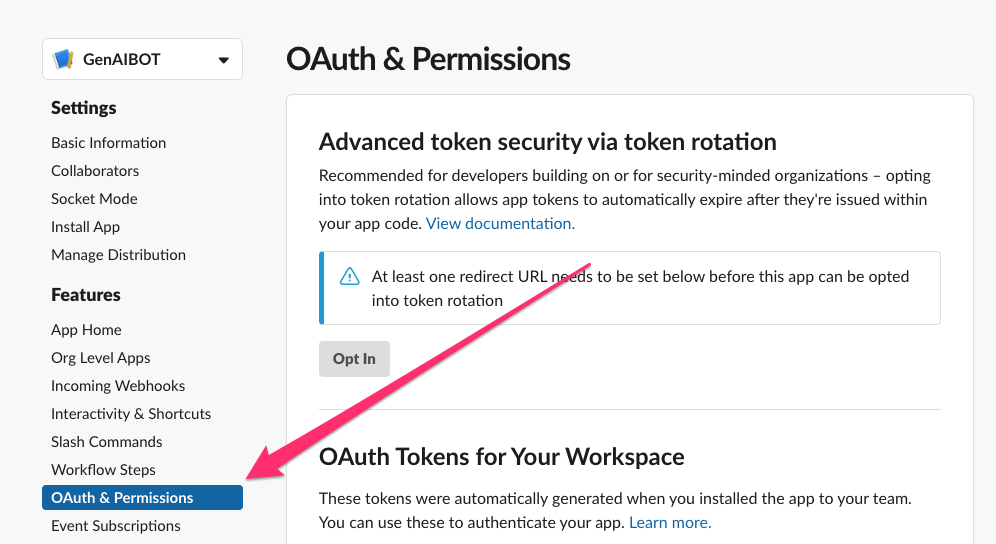 GenAIBOT
Settings
Basic Information
Collaborators
Socket Mode
Install App
Manage Distribution
Features
App Home
Org Level Apps
Incoming Webhooks
Interactivity & Shortcuts
Slash Commands
Workflow Steps
OAuth & Permissions
Event Subscriptions
OAuth & Permissions
Advanced token security via token rotation
Recommended for developers building on or for security-minded organizations – opting
into token rotation allows app tokens to automatically expire after they're issued within
your app code. View documentation.
At least one redirect URL needs to be set below before this app can be opted
into token rotation
Opt In
OAuth Tokens for Your Workspace
These tokens were automatically generated when you installed the app to your team.
You can use these to authenticate your app. Learn more.